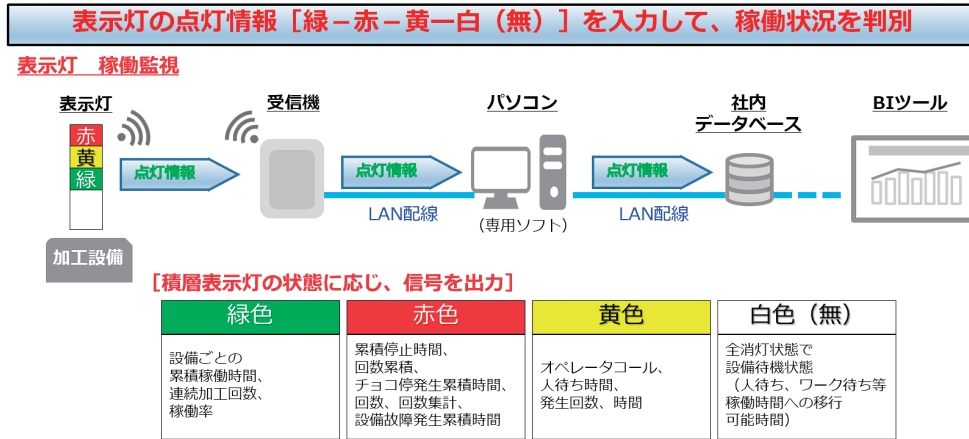 表示灯の点灯情報［緑－赤－黄ー白（無）］を入力して、稼働状況を判別
表示灯　稼働監視
表示灯
受信機
パソコン
社内
データベース
BIツール
赤
黄
緑
点灯情報
点灯情報
点灯情報
LAN配線
（専用ソフト）
LAN配線
加工設備
［積層表示灯の状態に応じ、信号を出力］
緑色
設備ごとの
累積稼働時間、
連続加工回数、
稼働率
赤色
累積停止時間、
回数累積、
チョコ停発生累積時間、
回数、回数集計、
設備故障発生累積時間
黄色
オペレータコール、
人待ち時間、
発生回数、時間
白色（無）
全消灯状態で
設備待機状態
（人待ち、ワーク待ち等
稼働時間への移行
可能時間）